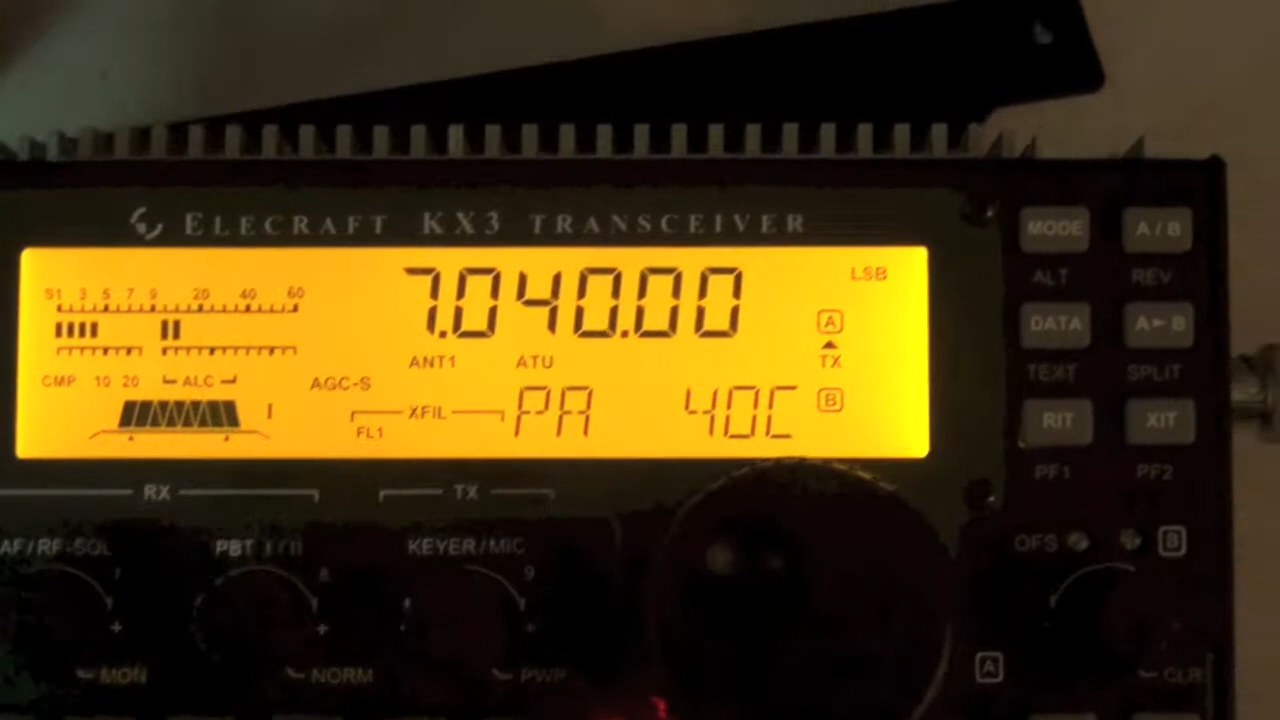 ELECRAFT KX3 TRANSCEIVER
MODE A / B
ALT REV
S1 3 5 7 9 20 40 60
7.040.00 LSB
A
DATA A►B
TEXT SPLIT
ANT1 ATU TX
CMP 10 20 ALC AGC-S
PA 40C B
XFIL
FL1
RIT XIT
PF1 PF2
RX TX
AF/RF-SQL PBT I/II KEYER/MIC
OFS B
8 9
+ +
MON NORM PWR
A CLR